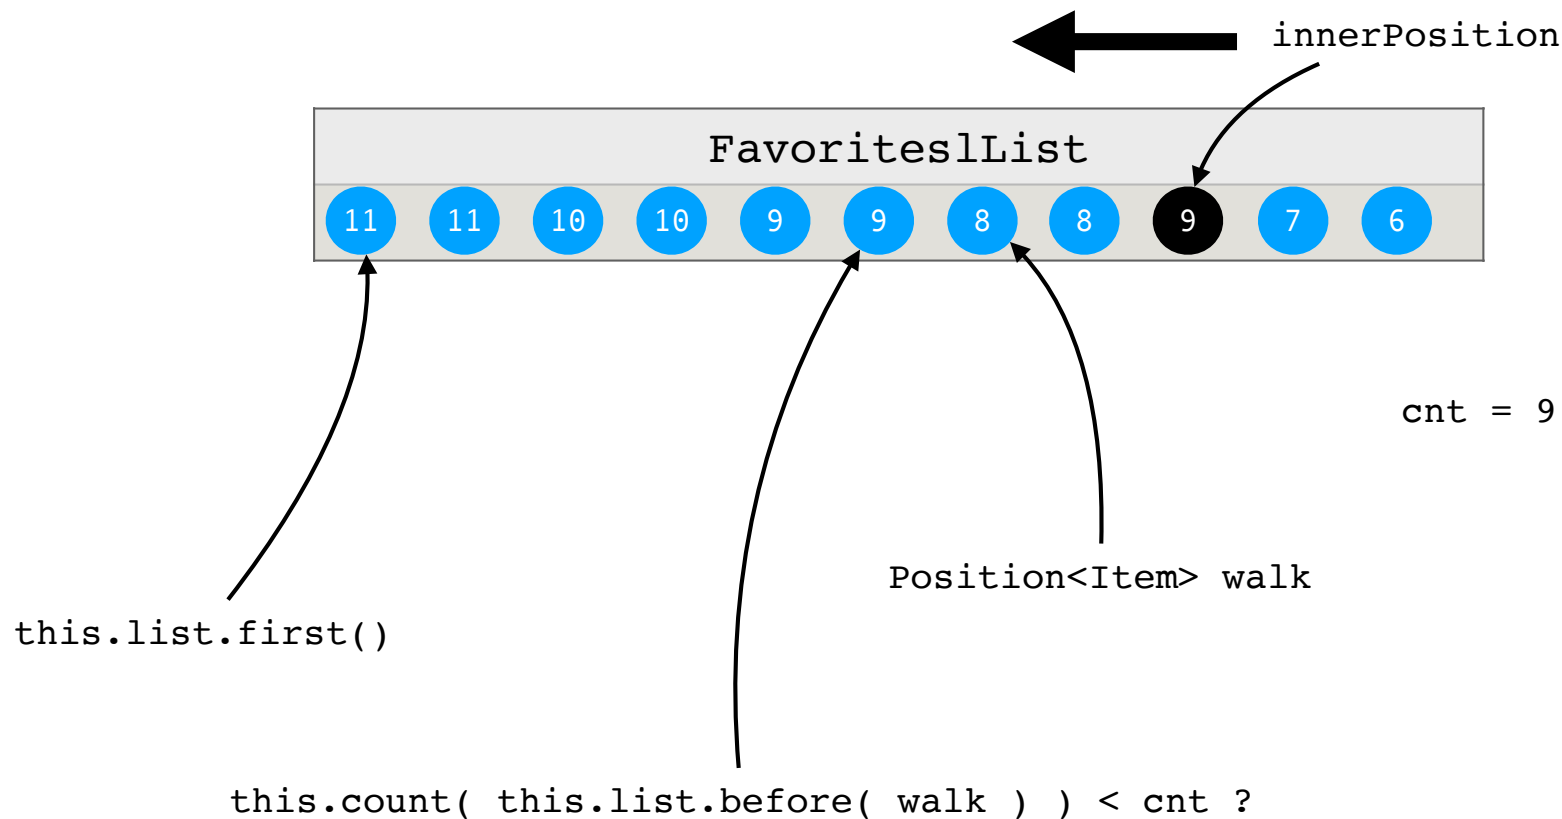 innerPosition
FavoriteslList
11 11 10 10 9 9 8 8 9 7 6
cnt = 9
Position<Item> walk
this.list.first()
this.count( this.list.before( walk ) ) < cnt ?